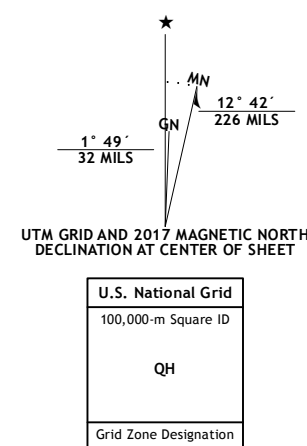 ★
MN
GN
12° 42´
226 MILS
1° 49´
32 MILS
UTM GRID AND 2017 MAGNETIC NORTH
DECLINATION AT CENTER OF SHEET
U.S. National Grid
100,000-m Square ID
QH
Grid Zone Designation